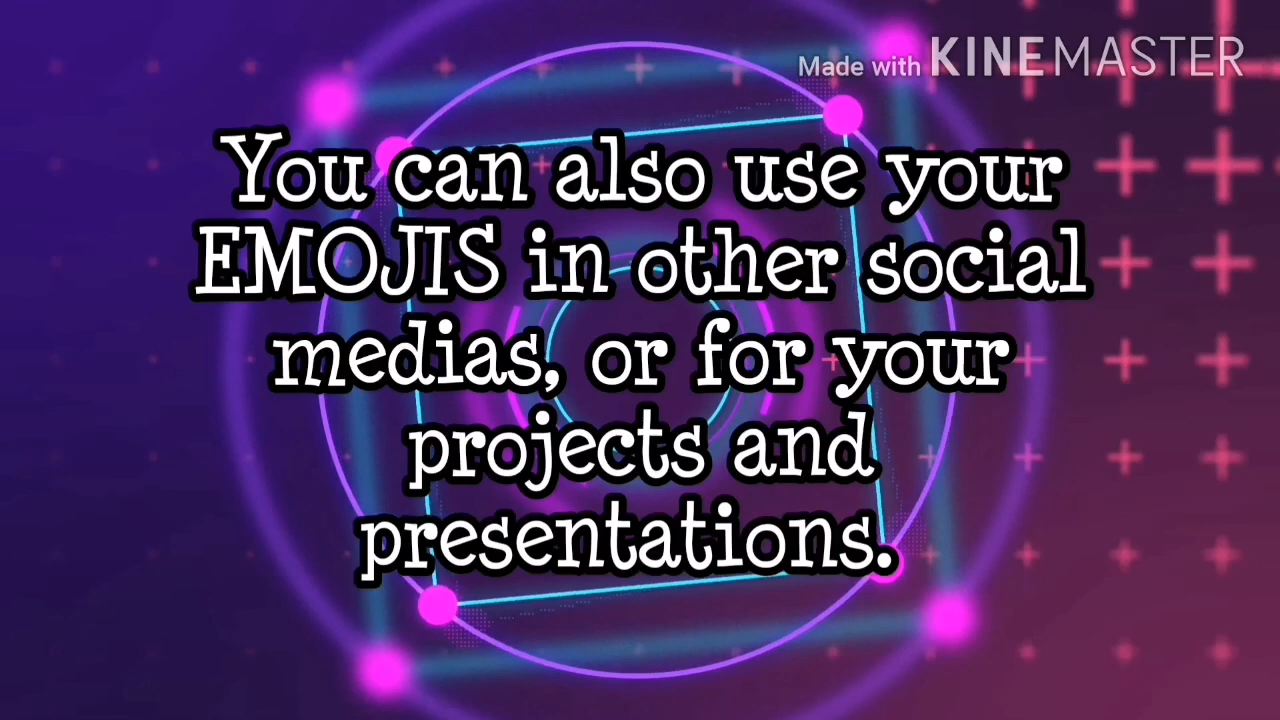 Made with KINEMASTER
You can also use your
EMOJIS in other social
medias, or for your
projects and
presentations.